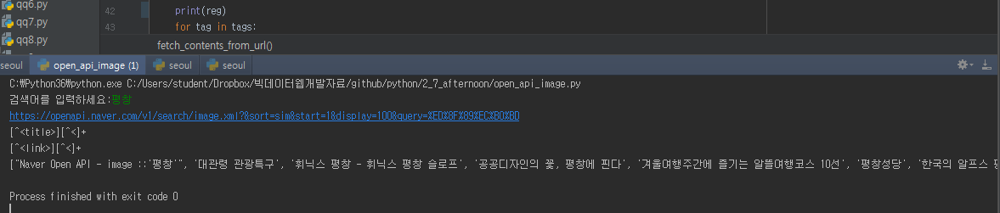 qq6.py
42 print(reg)
qq7.py
43 for tag in tags:
qq8.py
fetch_contents_from_url()
seoul open_api_image (1) seoul seoul
C:₩Python36₩python.exe C:/Users/student/Dropbox/빅데이터웹개발자료/github/python/2_7_afternoon/open_api_image.py
검색어를 입력하세요:평창
https://openapi.naver.com/v1/search/image.xml?&sort=sim&start=1&display=100&query=%ED%8F%89%EC%B0%BD
[^<title>][^<]+
[^<link>][^<]+
["Naver Open API - image ::'평창'", '대관령 관광특구', '휘닉스 평창 - 휘닉스 평창 슬로프', '공공디자인의 꽃, 평창에 핀다', '겨울여행주간에 즐기는 알뜰여행코스 10선', '평창성당', '한국의 알프스
Process finished with exit code 0